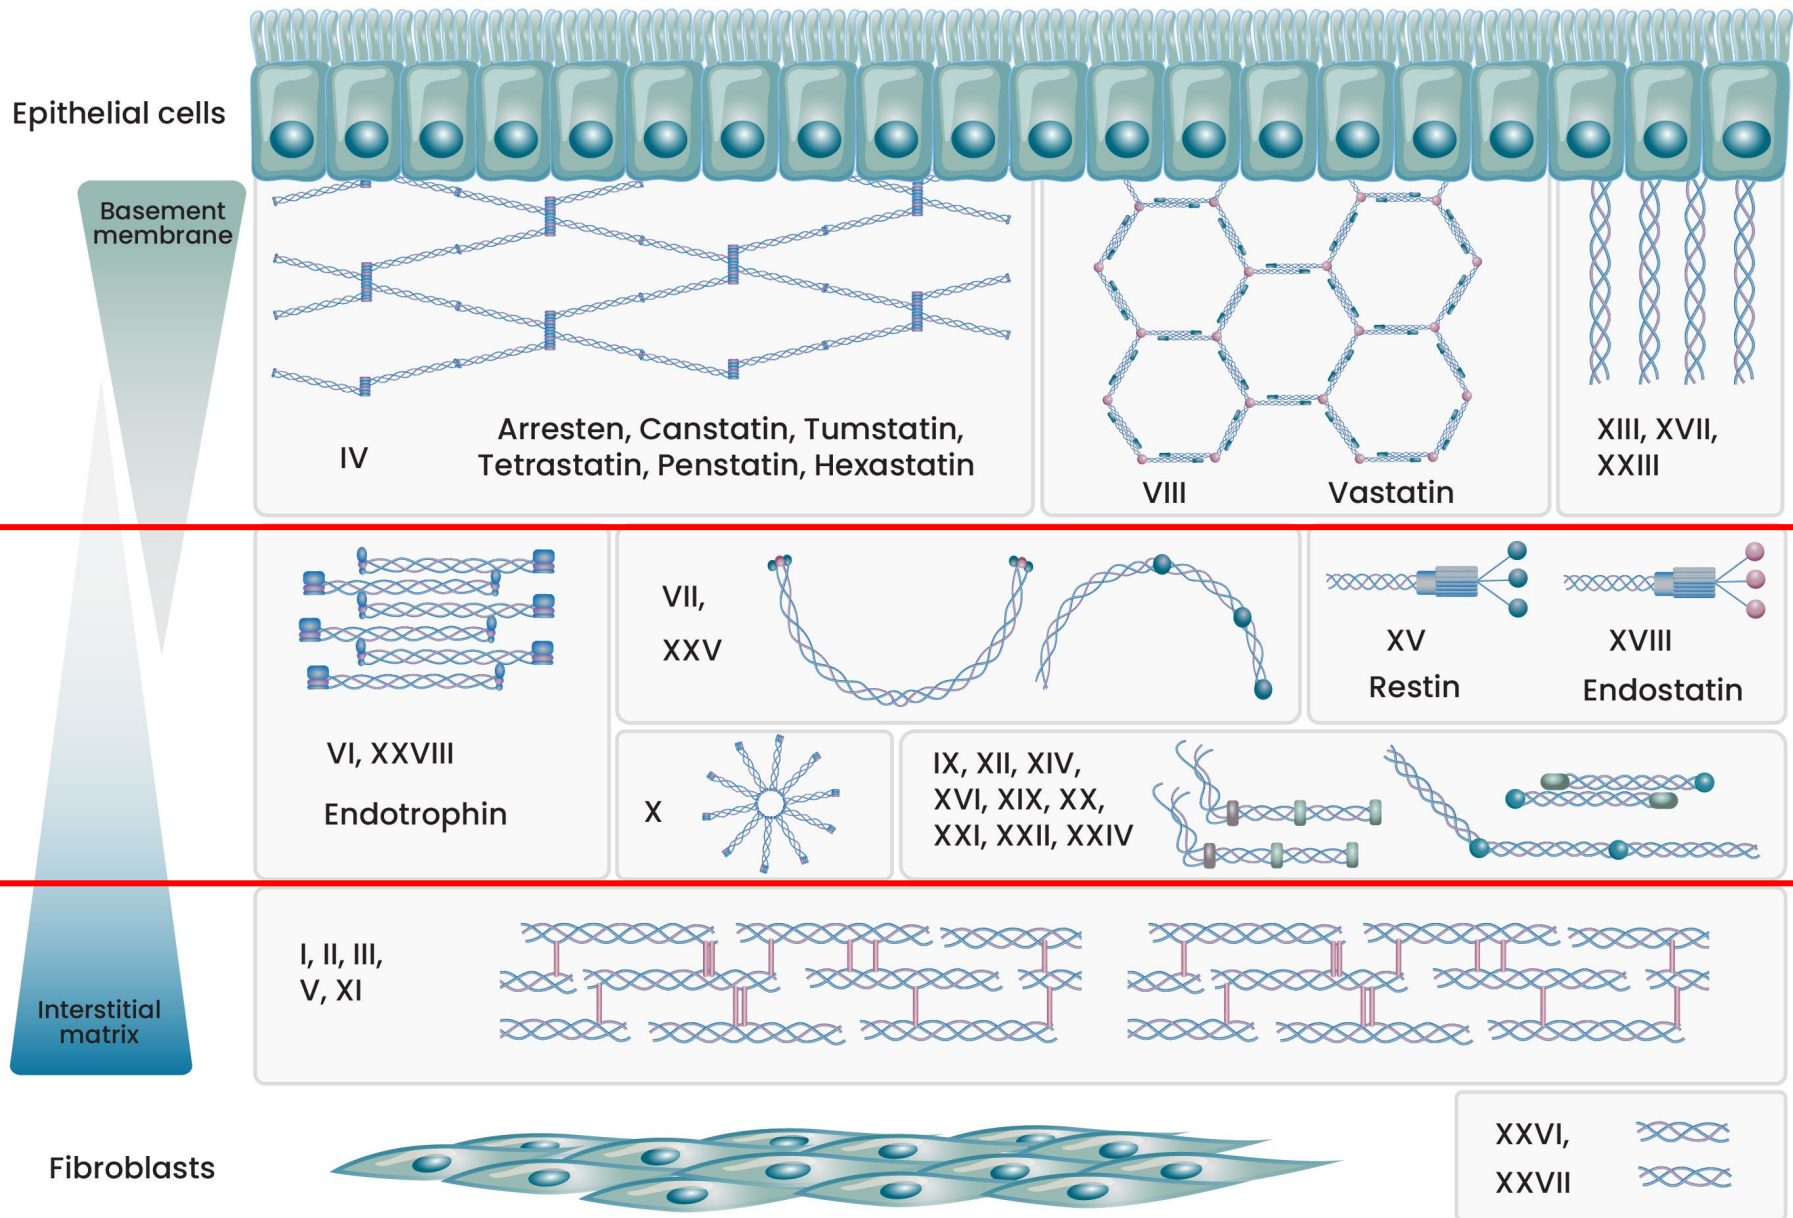 Epithelial cells
Basement
membrane
IV
Arresten, Canstatin, Tumstatin,
Tetrastatin, Penstatin, Hexastatin
VIII
Vastatin
XIII, XVII,
XXIII
VI, XXVIII
Endotrophin
VII,
XXV
XV
Restin
XVIII
Endostatin
X
IX, XII, XIV,
XVI, XIX, XX,
XXI, XXII, XXIV
Interstitial
matrix
I, II, III,
V, XI
Fibroblasts
XXVI,
XXVII